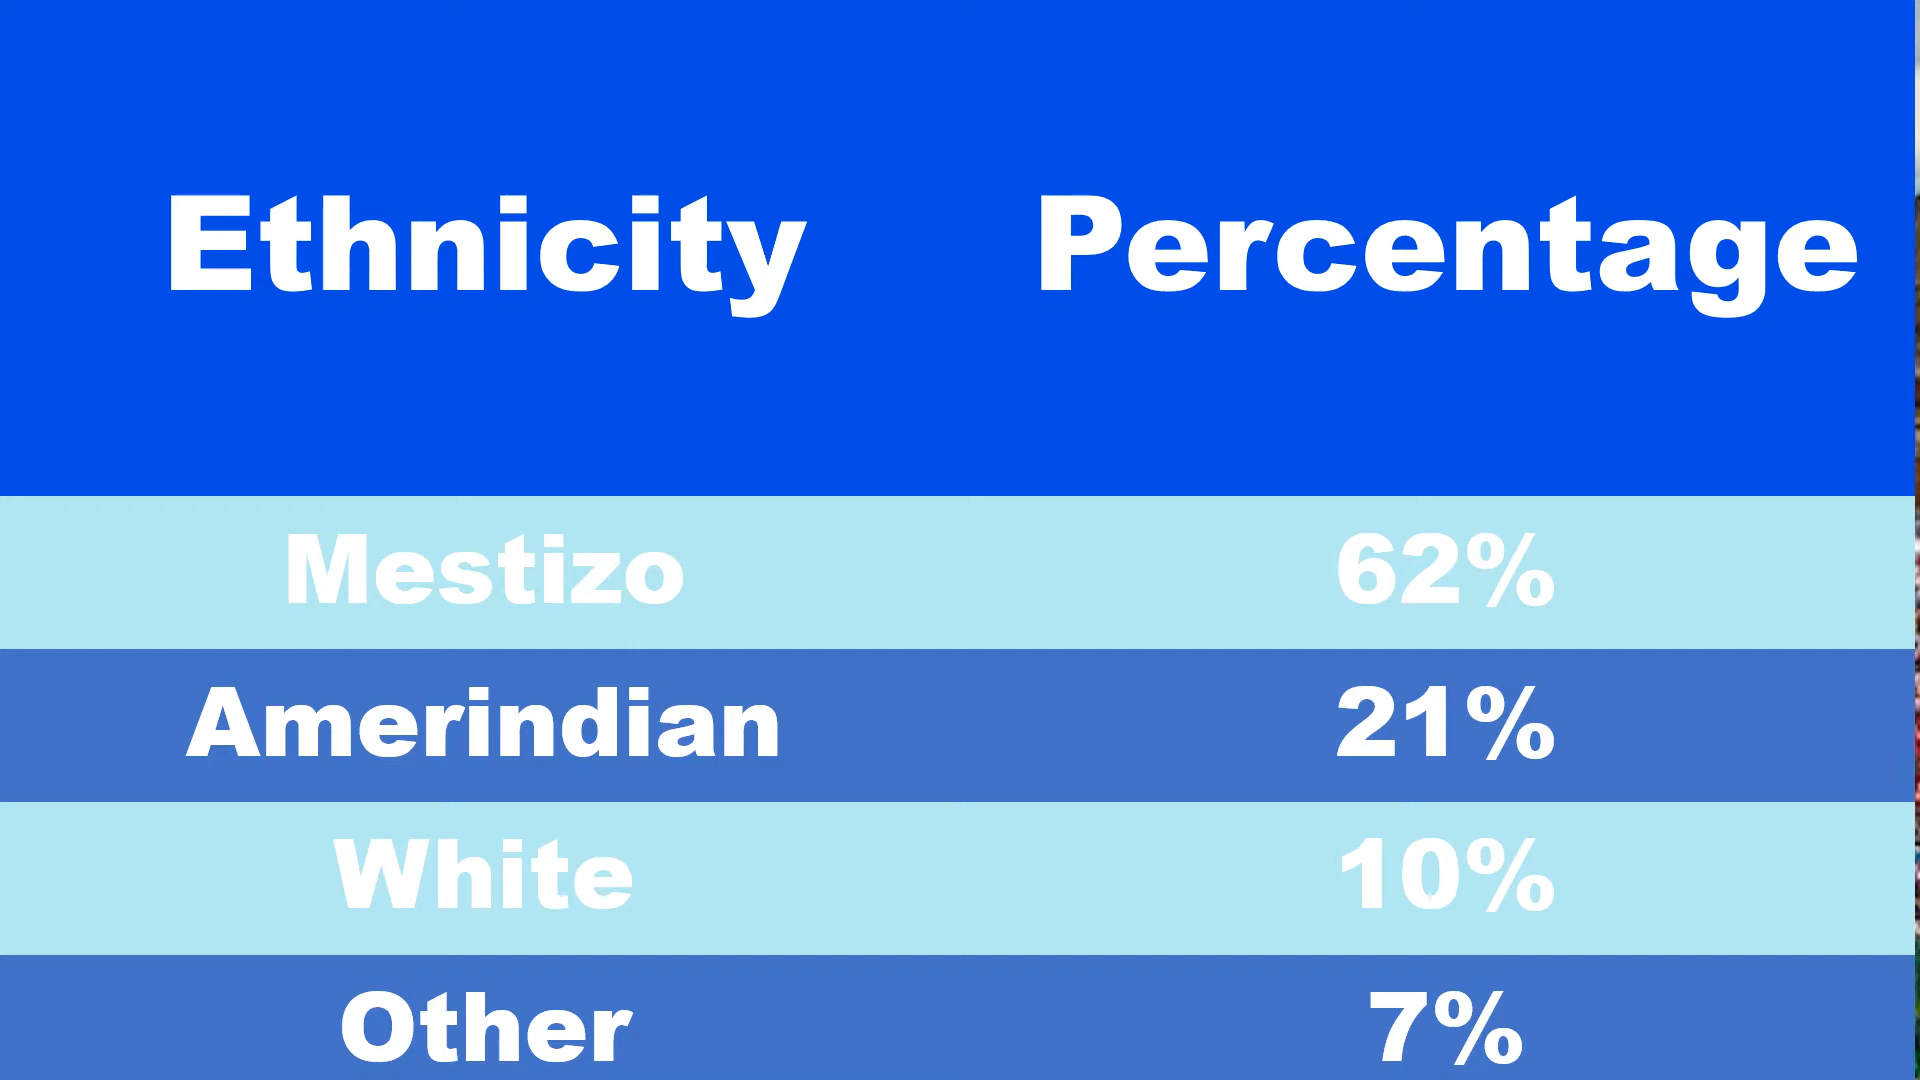 Ethnicity Percentage
Mestizo 62%
Amerindian 21%
White 10%
Other 7%